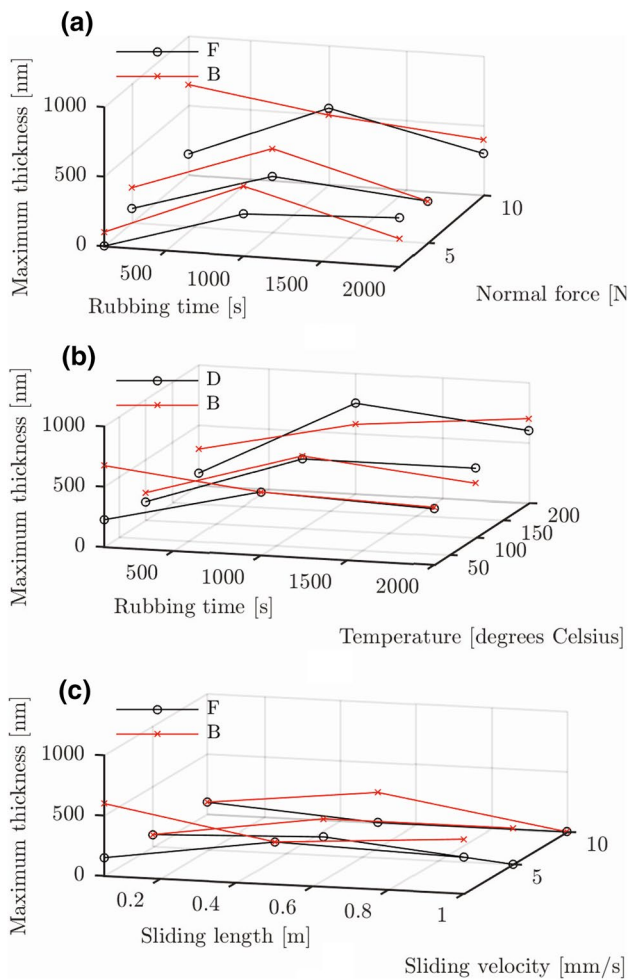 (a)
F
B
Maximum thickness [nm]
1000
500
0
500
1000
1500
2000
Rubbing time [s]
5
10
Normal force [N
(b)
D
B
Maximum thickness [nm]
1000
500
0
500
1000
1500
2000
Rubbing time [s]
50
100
150
200
Temperature [degrees Celsius]
(c)
F
B
Maximum thickness [nm]
1000
500
0
0.2
0.4
0.6
0.8
1
Sliding length [m]
5
10
Sliding velocity [mm/s]